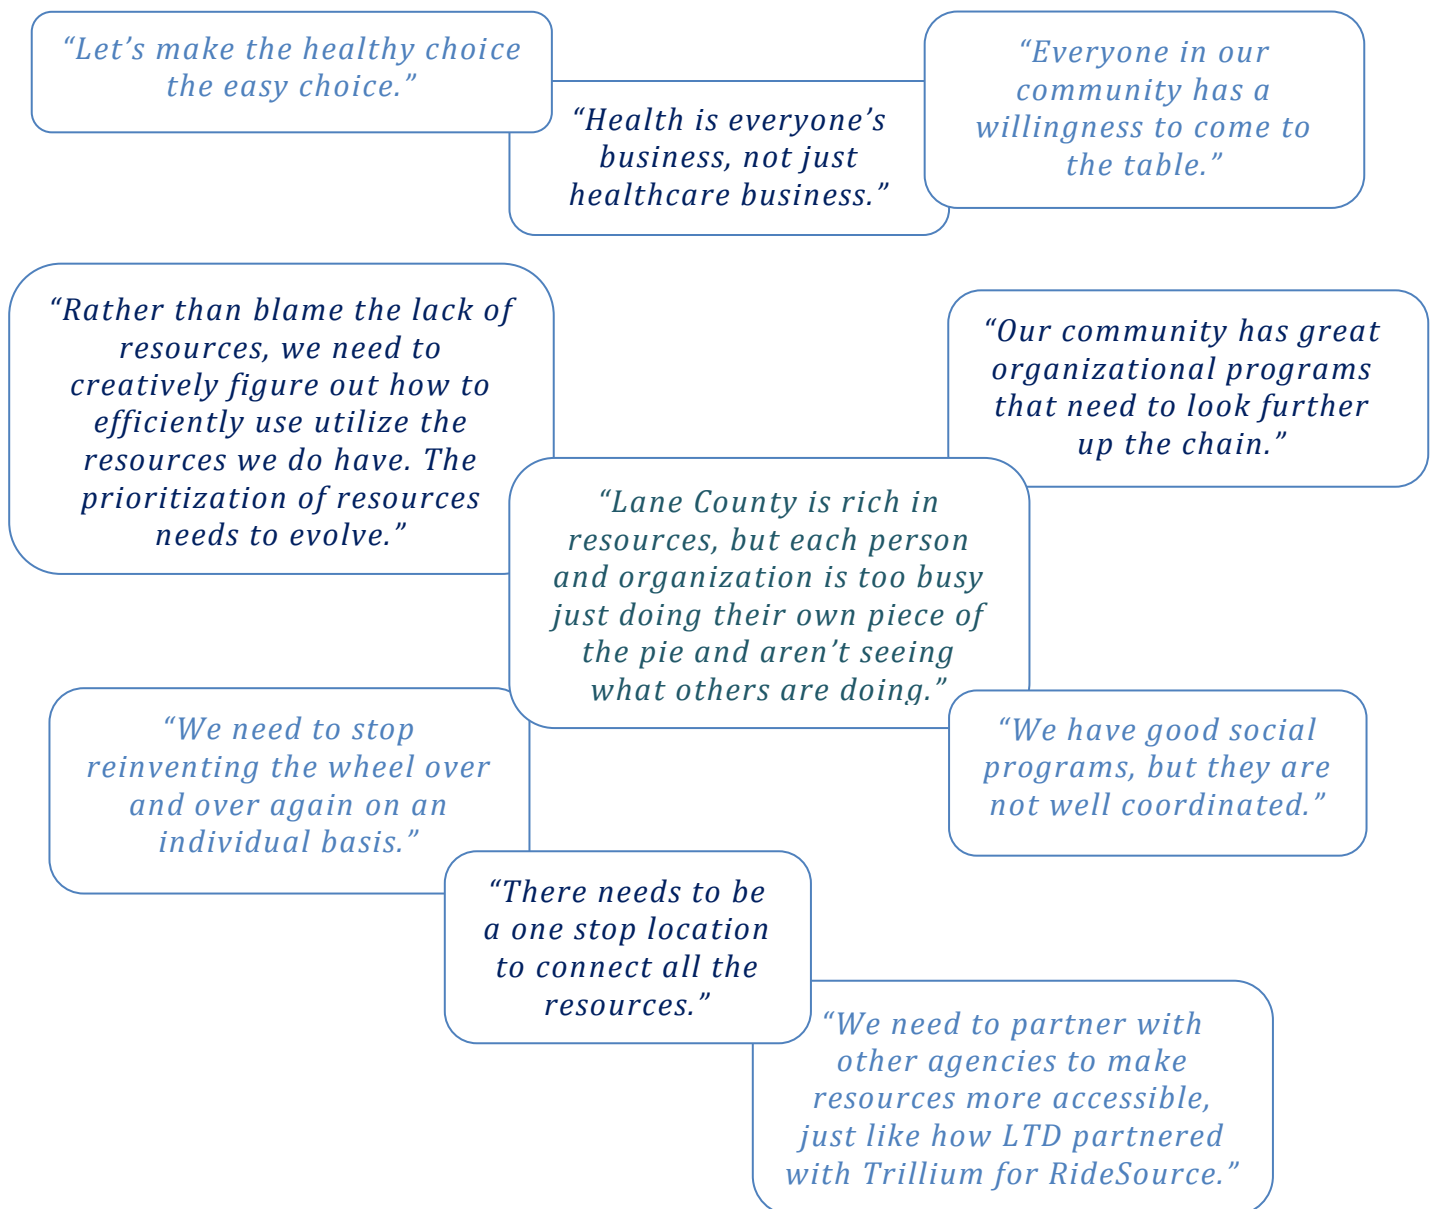 “Let’s make the healthy choice
the easy choice.”
“Health is everyone’s
business, not just
healthcare business.”
“Everyone in our
community has a
willingness to come to
the table.”
“Rather than blame the lack of
resources, we need to
creatively figure out how to
efficiently use utilize the
resources we do have. The
prioritization of resources
needs to evolve.”
“Our community has great
organizational programs
that need to look further
up the chain.”
“Lane County is rich in
resources, but each person
and organization is too busy
just doing their own piece of
the pie and aren’t seeing
what others are doing.”
“We need to stop
reinventing the wheel over
and over again on an
individual basis.”
“We have good social
programs, but they are
not well coordinated.”
“There needs to be
a one stop location
to connect all the
resources.”
“We need to partner with
other agencies to make
resources more accessible,
just like how LTD partnered
with Trillium for RideSource.”